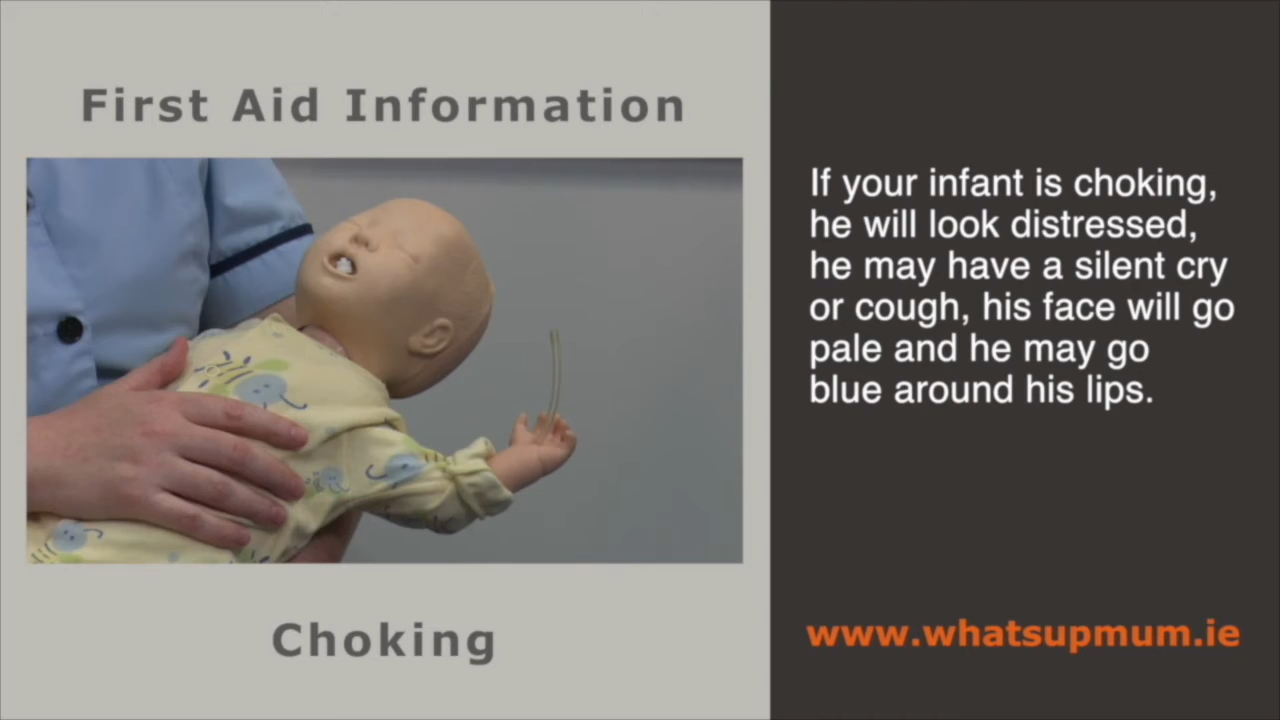 First Aid Information
If your infant is choking,
he will look distressed,
he may have a silent cry
or cough, his face will go
pale and he may go
blue around his lips.
Choking
www.whatsupmum.ie